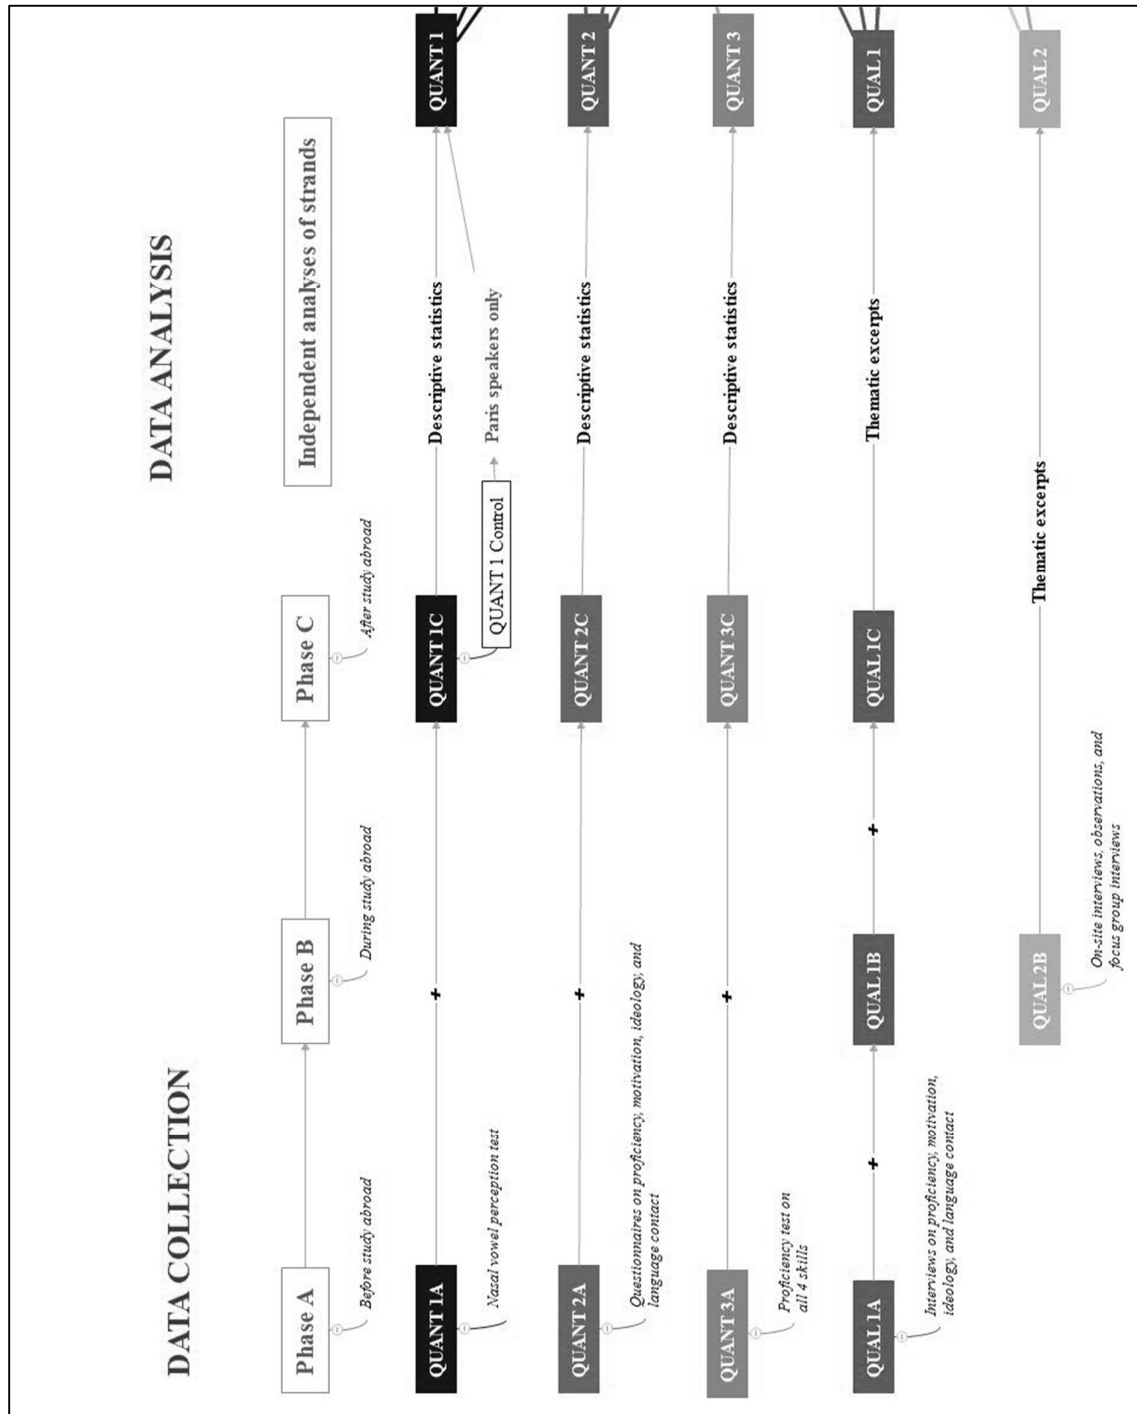 DATA COLLECTION
DATA ANALYSIS
Phase A
Before study abroad
Phase B
During study abroad
Phase C
After study abroad
Independent analyses of strands
QUANT 1A
Nasal vowel perception test
+
QUANT 1C
QUANT 1 Control
Paris speakers only
Descriptive statistics
QUANT 1
QUANT 2A
Questionnaires on proficiency, motivation, ideology, and
language contact
+
QUANT 2C
Descriptive statistics
QUANT 2
QUANT 3A
Proficiency test on
all 4 skills
+
QUANT 3C
Descriptive statistics
QUANT 3
QUAL 1A
Interviews on proficiency, motivation,
ideology, and language contact
+
QUAL 1B
+
QUAL 1C
Thematic excerpts
QUAL 1
QUAL 2B
On-site interviews, observations, and
focus group interviews
Thematic excerpts
QUAL 2